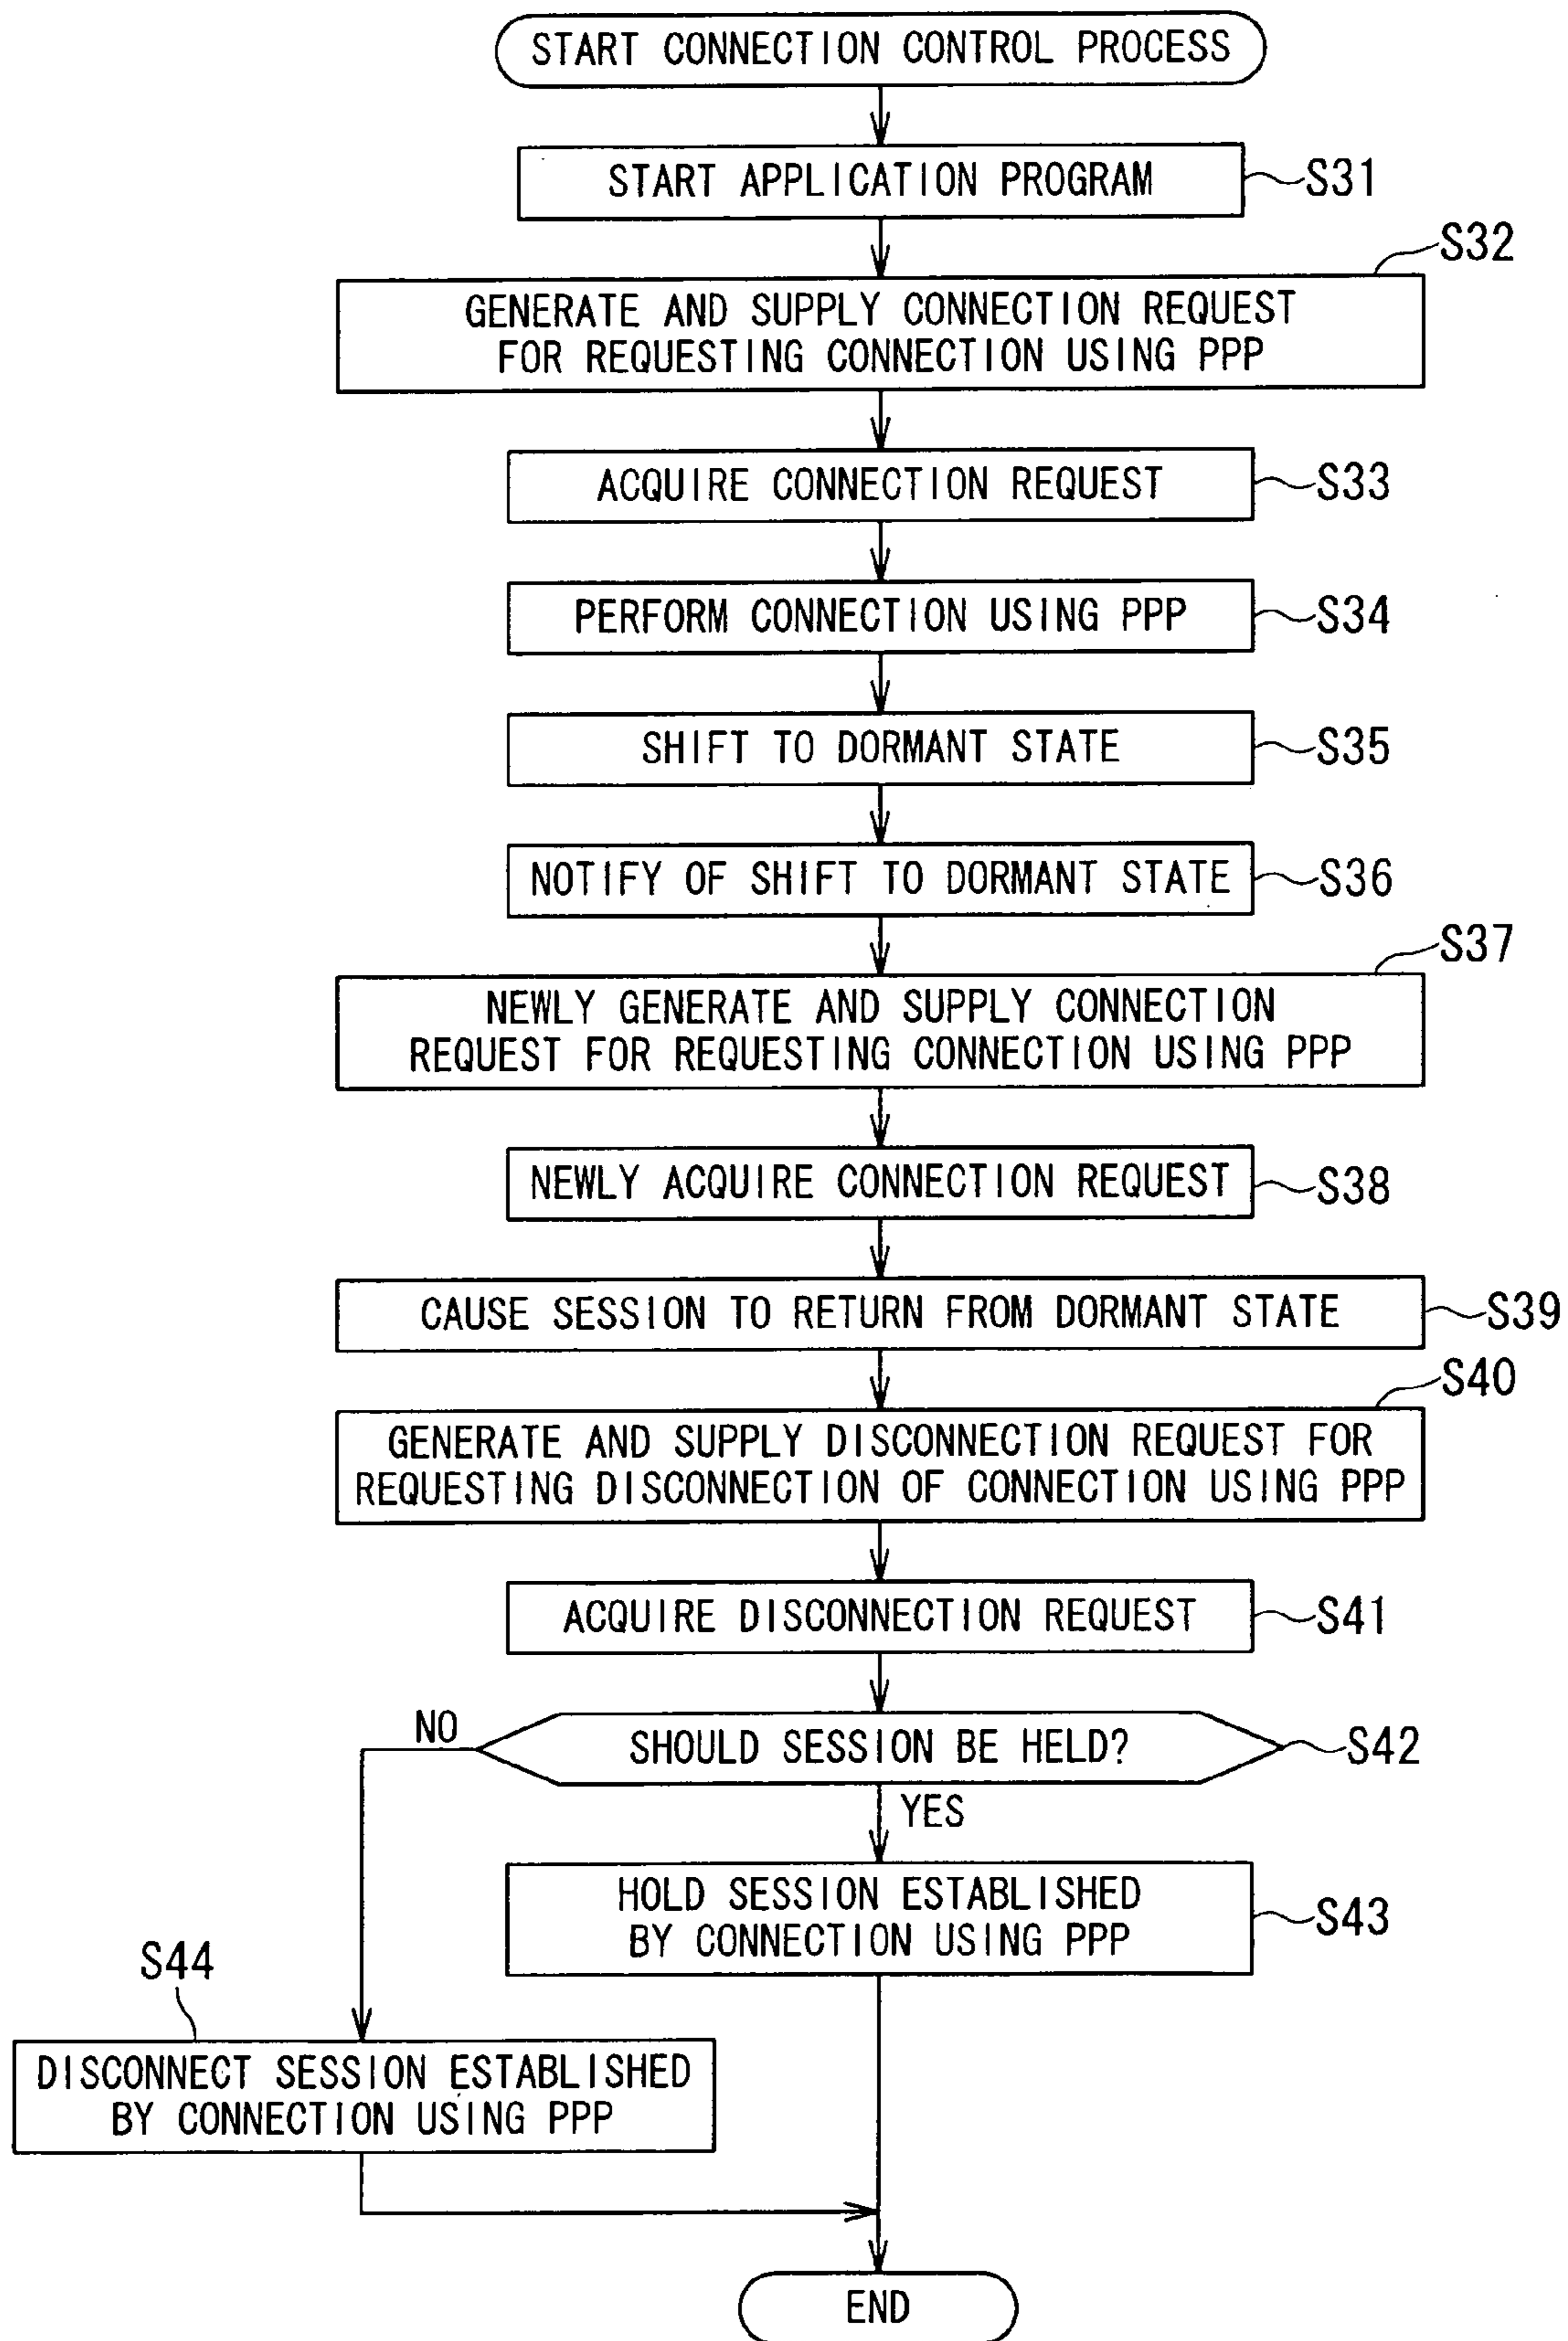 START CONNECTION CONTROL PROCESS
START APPLICATION PROGRAM
S31
S32
GENERATE AND SUPPLY CONNECTION REQUEST
FOR REQUESTING CONNECTION USING PPP
ACQUIRE CONNECTION REQUEST
S33
PERFORM CONNECTION USING PPP
S34
SHIFT TO DORMANT STATE
S35
NOTIFY OF SHIFT TO DORMANT STATE
S36
S37
NEWLY GENERATE AND SUPPLY CONNECTION
REQUEST FOR REQUESTING CONNECTION USING PPP
NEWLY ACQUIRE CONNECTION REQUEST
S38
CAUSE SESSION TO RETURN FROM DORMANT STATE
S39
S40
GENERATE AND SUPPLY DISCONNECTION REQUEST FOR
REQUESTING DISCONNECTION OF CONNECTION USING PPP
ACQUIRE DISCONNECTION REQUEST
S41
NO
SHOULD SESSION BE HELD?
S42
YES
HOLD SESSION ESTABLISHED
BY CONNECTION USING PPP
S43
S44
DISCONNECT SESSION ESTABLISHED
BY CONNECTION USING PPP
END